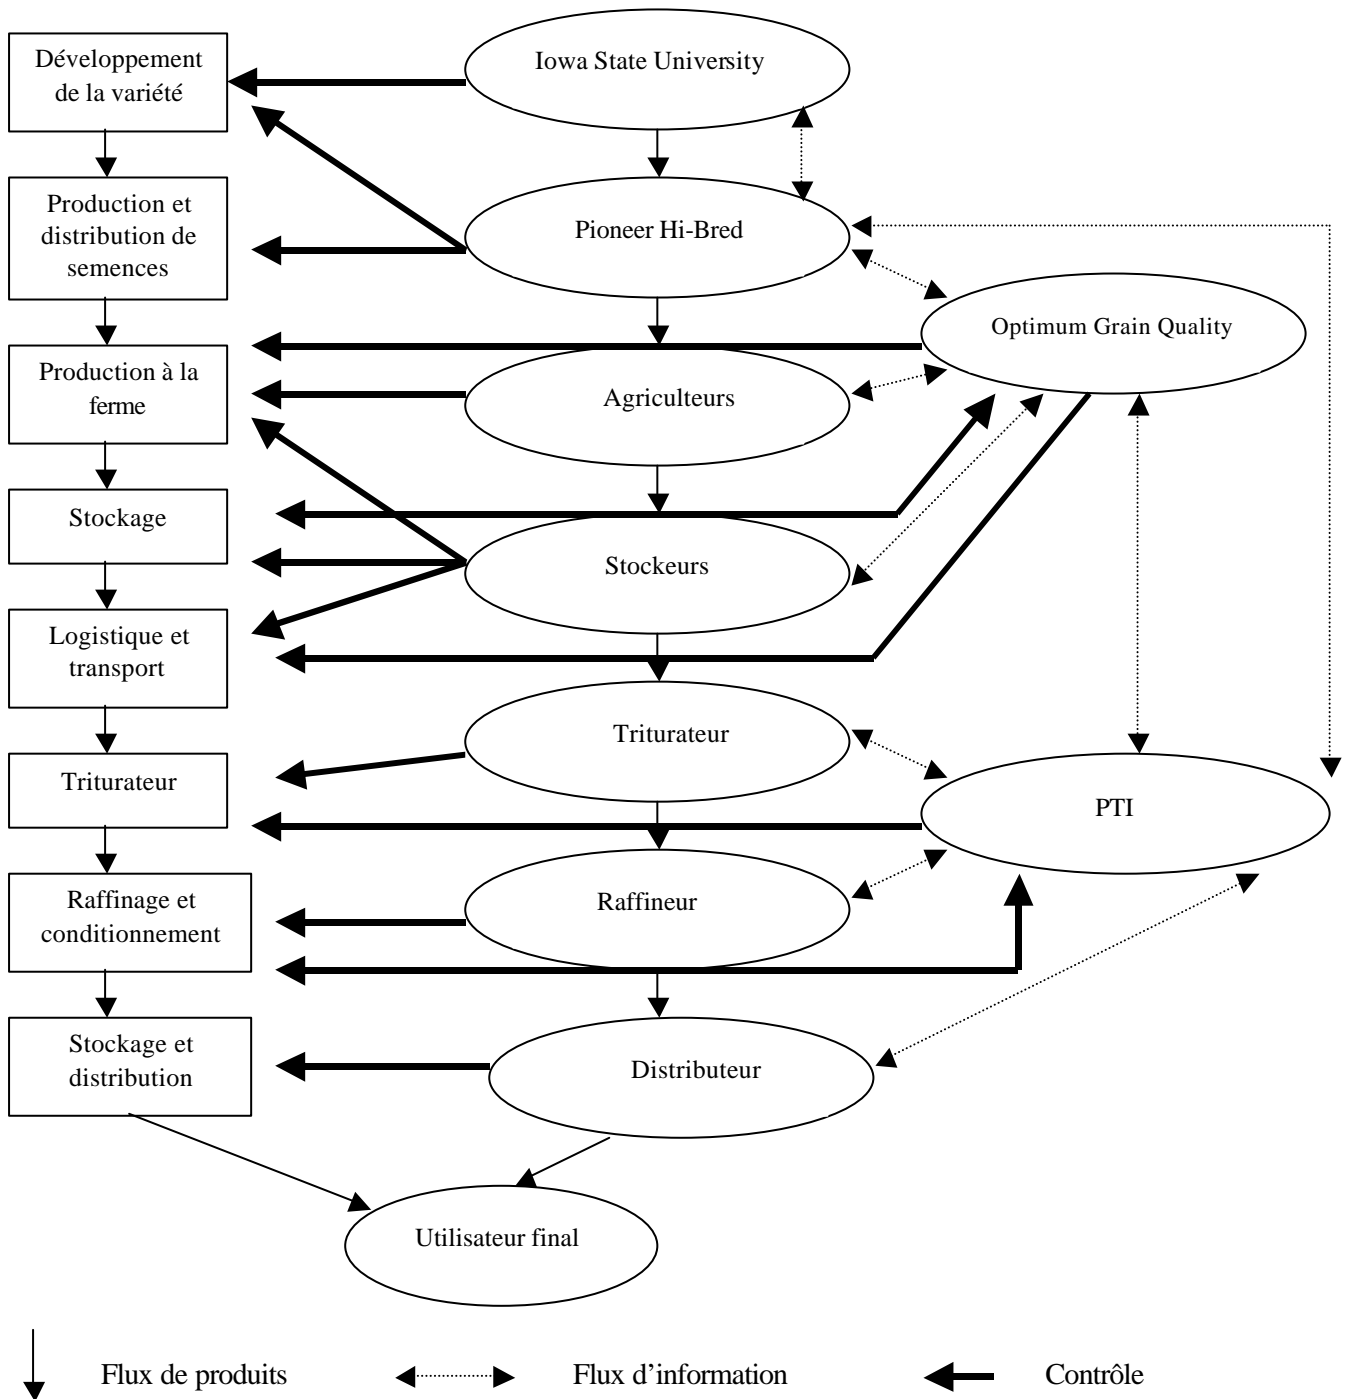 Développement
de la variété
Iowa State University
Production et
distribution de
semences
Pioneer Hi-Bred
Optimum Grain Quality
Production à la
ferme
Agriculteurs
Stockage
Stockeurs
Logistique et
transport
Triturateur
Triturateur
PTI
Raffinage et
conditionnement
Raffineur
Stockage et
distribution
Distributeur
Utilisateur final
Flux de produits
Flux d’information
Contrôle